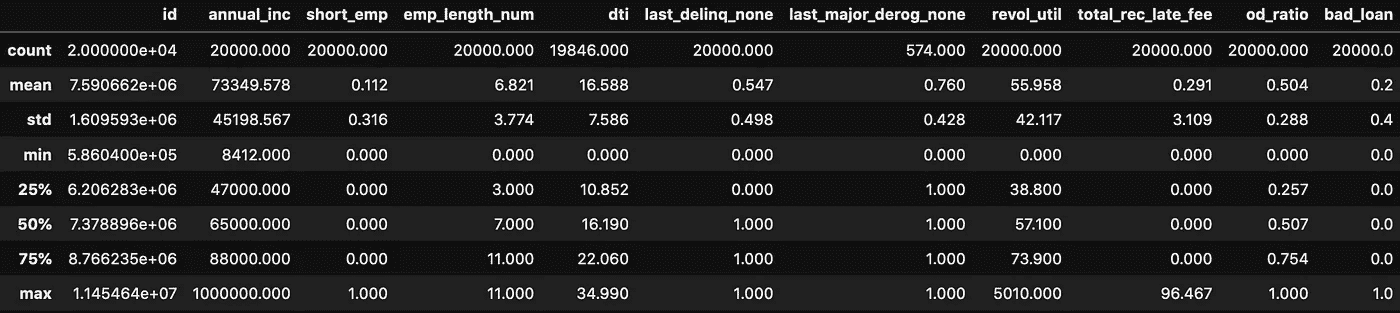 id annual_inc short_emp emp_length_num dti last_delinq_none last_major_derog_none revol_util total_rec_late_fee od_ratio bad_loan
count 2.000000e+04 20000.000 20000.000 20000.000 19846.000 20000.000 574.000 20000.000 20000.000 20000.000 20000.0
mean 7.590662e+06 73349.578 0.112 6.821 16.588 0.547 0.760 55.958 0.291 0.504 0.2
std 1.609593e+06 45198.567 0.316 3.774 7.586 0.498 0.428 42.117 3.109 0.288 0.4
min 5.860400e+05 8412.000 0.000 0.000 0.000 0.000 0.000 0.000 0.000 0.000 0.0
25% 6.206283e+06 47000.000 0.000 3.000 10.852 0.000 1.000 38.800 0.000 0.257 0.0
50% 7.378896e+06 65000.000 0.000 7.000 16.190 1.000 1.000 57.100 0.000 0.507 0.0
75% 8.766235e+06 88000.000 0.000 11.000 22.060 1.000 1.000 73.900 0.000 0.754 0.0
max 1.145464e+07 1000000.000 1.000 11.000 34.990 1.000 1.000 5010.000 96.467 1.000 1.0